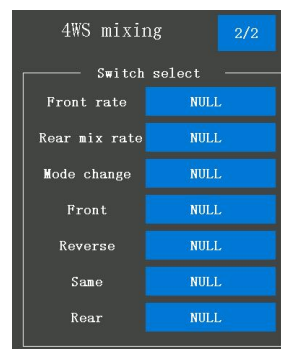 4WS mixing 2/2
Switch select
Front rate NULL
Rear mix rate NULL
Mode change NULL
Front NULL
Reverse NULL
Same NULL
Rear NULL